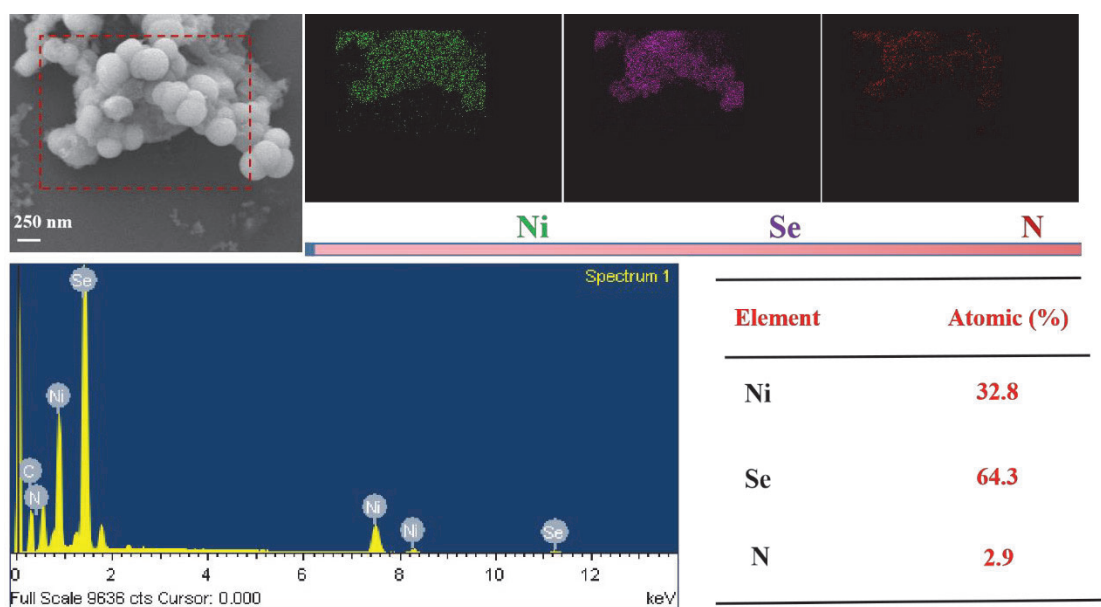 250 nm
Ni Se N
Spectrum 1
Se
Ni
C
N
Ni
Ni
Se
0 2 4 6 8 10 12
Full Scale 9636 cts Cursor: 0.000 keV
Element Atomic (%)
Ni 32.8
Se 64.3
N 2.9